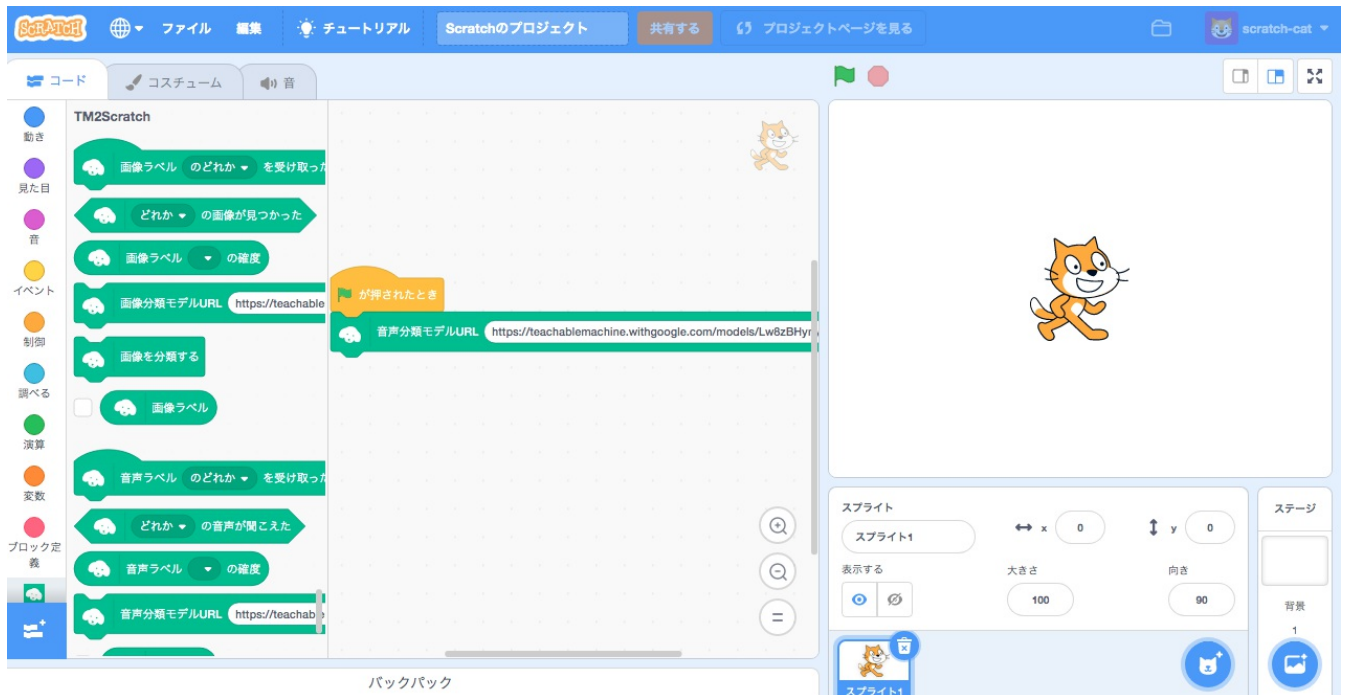 SCRATCH ファイル 編集 チュートリアル Scratchのプロジェクト 共有する プロジェクトページを見る scratch-cat
コード コスチューム 音
動き
見た目
音
イベント
制御
調べる
演算
変数
ブロック定
義
TM2Scratch
画像ラベル のどれか を受け取った
どれか の画像が見つかった
画像ラベル の確度
画像分類モデルURL https://teachable
画像を分類する
画像ラベル
音声ラベル のどれか を受け取った
どれか の音声が聞こえた
音声ラベル の確度
音声分類モデルURL https://teachab
が押されたとき
音声分類モデルURL https://teachablemachine.withgoogle.com/models/Lw8zBHyr
バックパック
スプライト
スプライト1 x 0 y 0
表示する 大きさ 向き
100 90
スプライト1
ステージ
背景
1